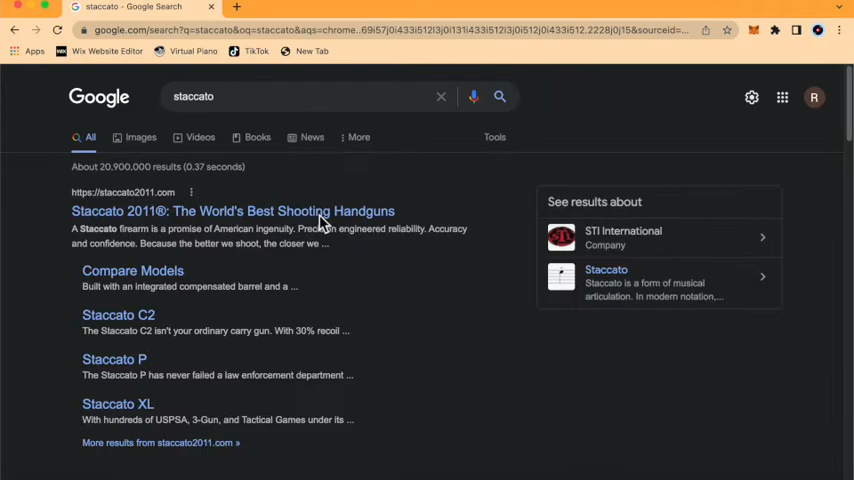 staccato - Google Search
google.com/search?q=staccato&oq=staccato&aqs=chrome..69i57j0i433i512l3j0i131i433i512j0i433i512.2228j0j15&sourceid=...
Apps
WIX Wix Website Editor
Virtual Piano
TikTok
New Tab
Google
staccato
R
All
Images
Videos
Books
News
More
Tools
About 20,900,000 results (0.37 seconds)
https://staccato2011.com
Staccato 2011®: The World's Best Shooting Handguns
A Staccato firearm is a promise of American ingenuity. engineered reliability. Accuracy
and confidence. Because the better we shoot, the closer we ...
Compare Models
Built with an integrated compensated barrel and a ...
Staccato C2
The Staccato C2 isn't your ordinary carry gun. With 30% recoil ...
Staccato P
The Staccato P has never failed a law enforcement department ...
Staccato XL
With hundreds of USPSA, 3-Gun, and Tactical Games under its ...
More results from staccato2011.com »
See results about
STI International
Company
Staccato
Staccato is a form of musical
articulation. In modern notation,...